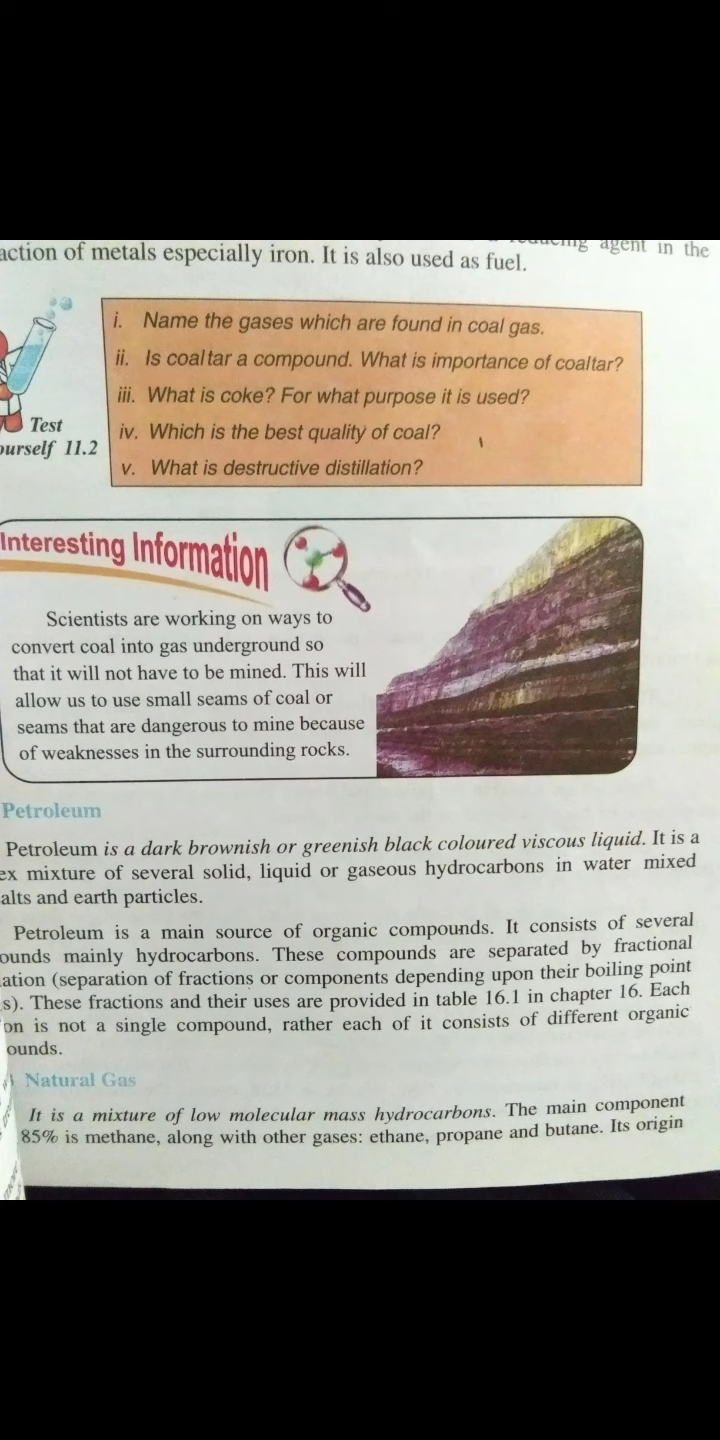 action of metals especially iron. It is also used as fuel. agent in the
i. Name the gases which are found in coal gas.
ii. Is coaltar a compound. What is importance of coaltar?
iii. What is coke? For what purpose it is used?
iv. Which is the best quality of coal?
v. What is destructive distillation?
Test
ourself 11.2
Interesting Information
Scientists are working on ways to
convert coal into gas underground so
that it will not have to be mined. This will
allow us to use small seams of coal or
seams that are dangerous to mine because
of weaknesses in the surrounding rocks.
Petroleum
Petroleum is a dark brownish or greenish black coloured viscous liquid. It is a
ex mixture of several solid, liquid or gaseous hydrocarbons in water mixed
alts and earth particles.
Petroleum is a main source of organic compounds. It consists of several
ounds mainly hydrocarbons. These compounds are separated by fractional
ation (separation of fractions or components depending upon their boiling point
s). These fractions and their uses are provided in table 16.1 in chapter 16. Each
on is not a single compound, rather each of it consists of different organic
ounds.
Natural Gas
It is a mixture of low molecular mass hydrocarbons. The main component
85% is methane, along with other gases: ethane, propane and butane. Its origin